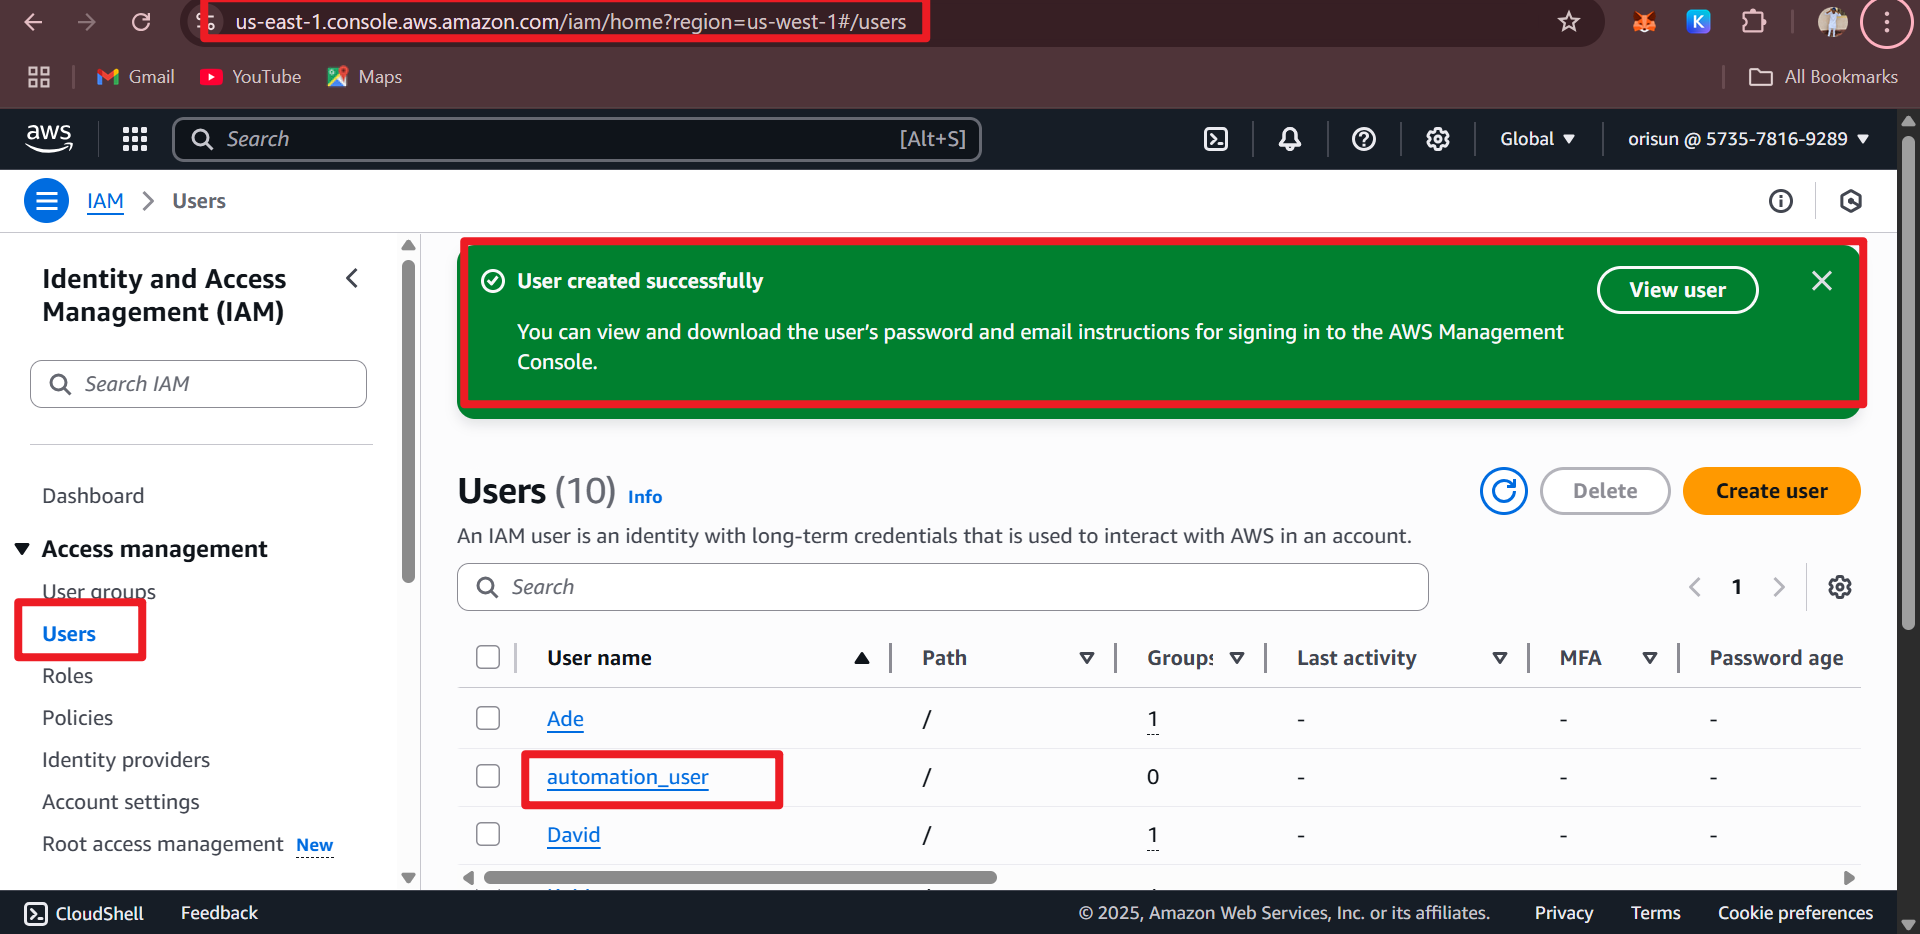 us-east-1.console.aws.amazon.com/iam/home?region=us-west-1#/users
K
Gmail YouTube Maps All Bookmarks
aws Search [Alt+S] Global orisun @ 5735-7816-9289
IAM Users
Identity and Access
Management (IAM)
Search IAM
Dashboard
Access management
User groups
Users
Roles
Policies
Identity providers
Account settings
Root access management New
User created successfully
View user
You can view and download the user's password and email instructions for signing in to the AWS Management
Console.
Users (10) Info
Delete
Create user
An IAM user is an identity with long-term credentials that is used to interact with AWS in an account.
Search
1
User name Path Groups Last activity MFA Password age
Ade / 1 - - -
automation_user / 0 - - -
David / 1 - - -
CloudShell Feedback © 2025, Amazon Web Services, Inc. or its affiliates. Privacy Terms Cookie preferences